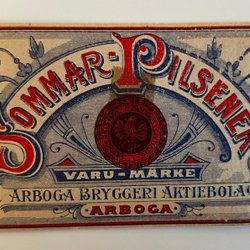 SOMMAR-PILSENER
VARU-MÄRKE
ARBOGA BRYGGERI AKTIEBOLAG
ARBOGA